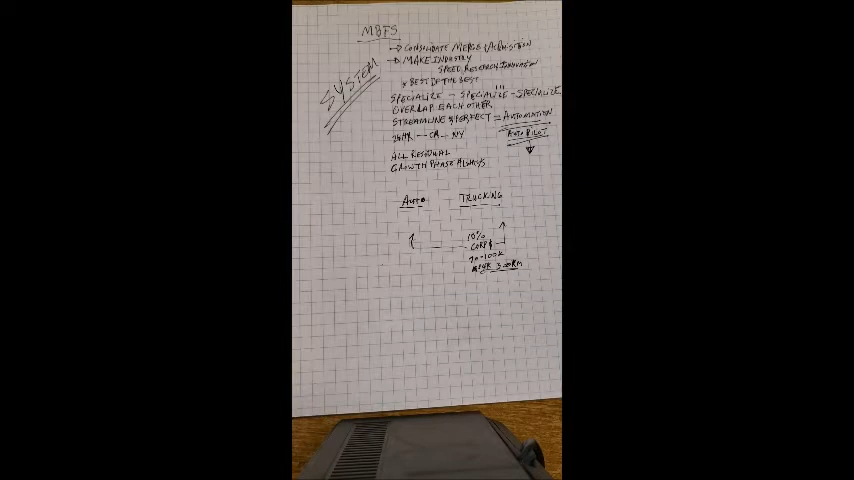 MBFS
SYSTEM
→ CONSOLIDATE MERGE & ACQUISITION
→ MAKE INDUSTRY
SPEED, RESEARCH, INNOVATION
* BEST OF THE BEST
SPECIALIZE - SPECIALIZE - SPECIALIZE
OVERLAP EACH OTHER
STREAMLINE & PERFECT = AUTOMATION
24HR - CA - NY AUTO PILOT
ALL RESIDUAL
GROWTH PHASE ALWAYS
AUTO TRUCKING
10%
CORP $